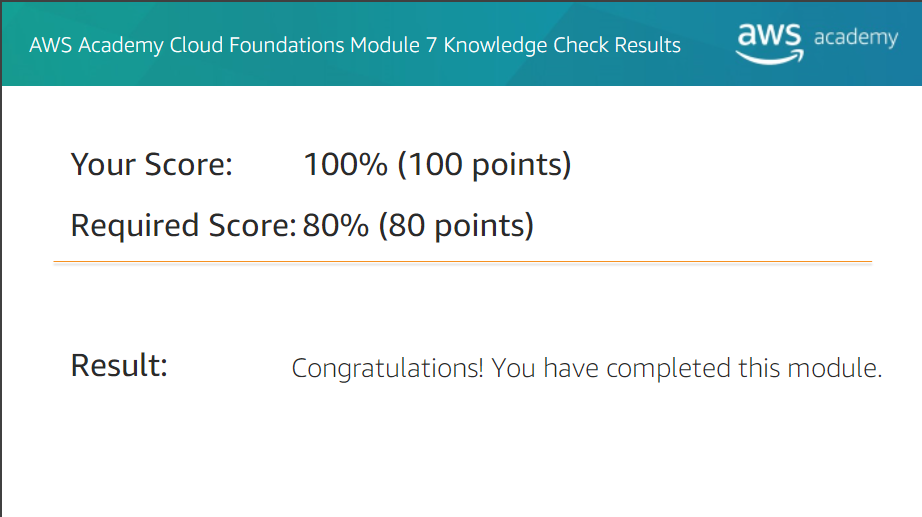 AWS Academy Cloud Foundations Module 7 Knowledge Check Results
aws academy
Your Score: 100% (100 points)
Required Score: 80% (80 points)
Result: Congratulations! You have completed this module.